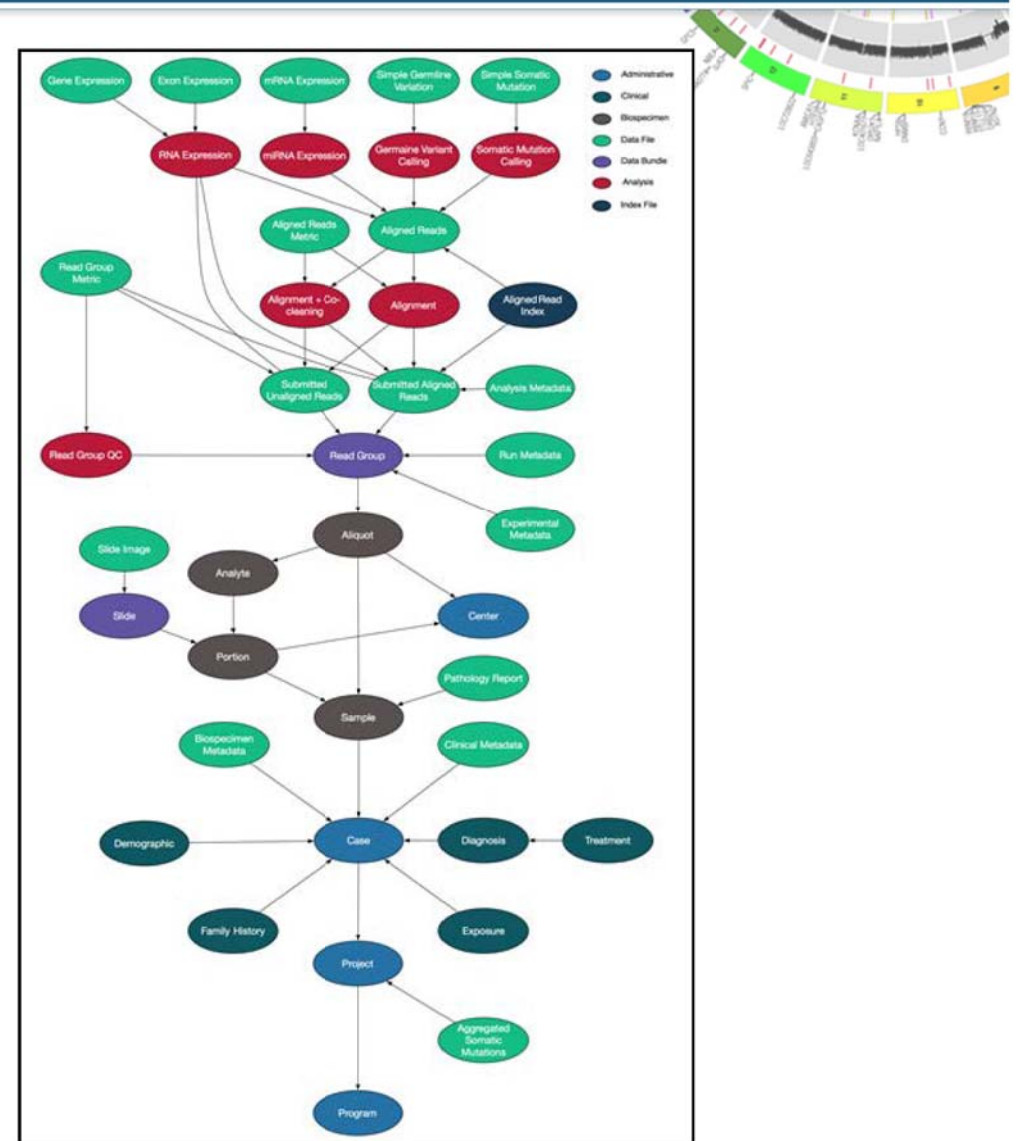 Gene Expression
Exon Expression
mRNA Expression
Simple Germline
Variation
Simple Somatic
Mutation
Administrative
Clinical
Biospecimen
Data File
Data Bundle
Analysis
Index File
RNA Expression
miRNA Expression
Germaine Variant
Calling
Somatic Mutation
Calling
Aligned Reads
Metric
Aligned Reads
Read Group
Metric
Alignment + Co-
cleaning
Alignment
Aligned Read
Index
Submitted
Unaligned Reads
Submitted Aligned
Reads
Analysis Metadata
Read Group QC
Read Group
Run Metadata
Experimental
Metadata
Aliquot
Slide Image
Analyte
Slide
Center
Portion
Pathology Report
Sample
Biospecimen
Metadata
Clinical Metadata
Demographic
Case
Diagnosis
Treatment
Family History
Exposure
Project
Aggregated
Somatic
Mutations
Program